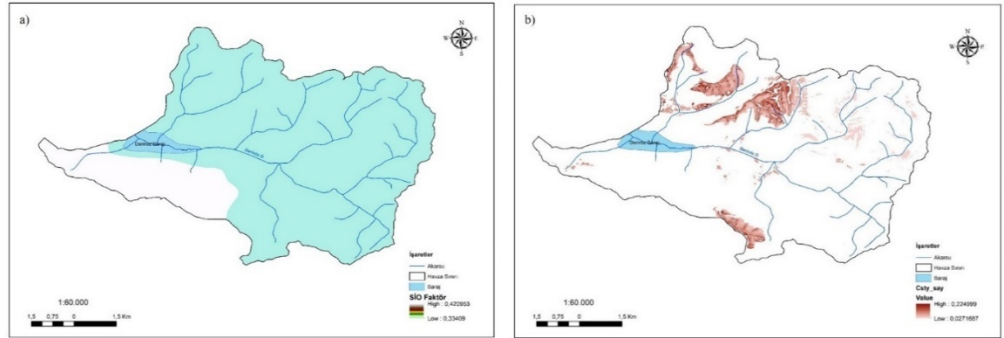 a)
N
W E
S
İşaretler
Akarsu
Havza Sınırı
Baraj
SİO Faktör
High : 0,420853
Low : 0,33409
1:60.000
1,5 0,75 0 1,5 Km
b)
N
W E
S
İşaretler
Akarsu
Havza Sınırı
Baraj
Csly_say
Value
High : 0,224999
Low : 0,0271687
1:60.000
1,5 0,75 0 1,5 Km